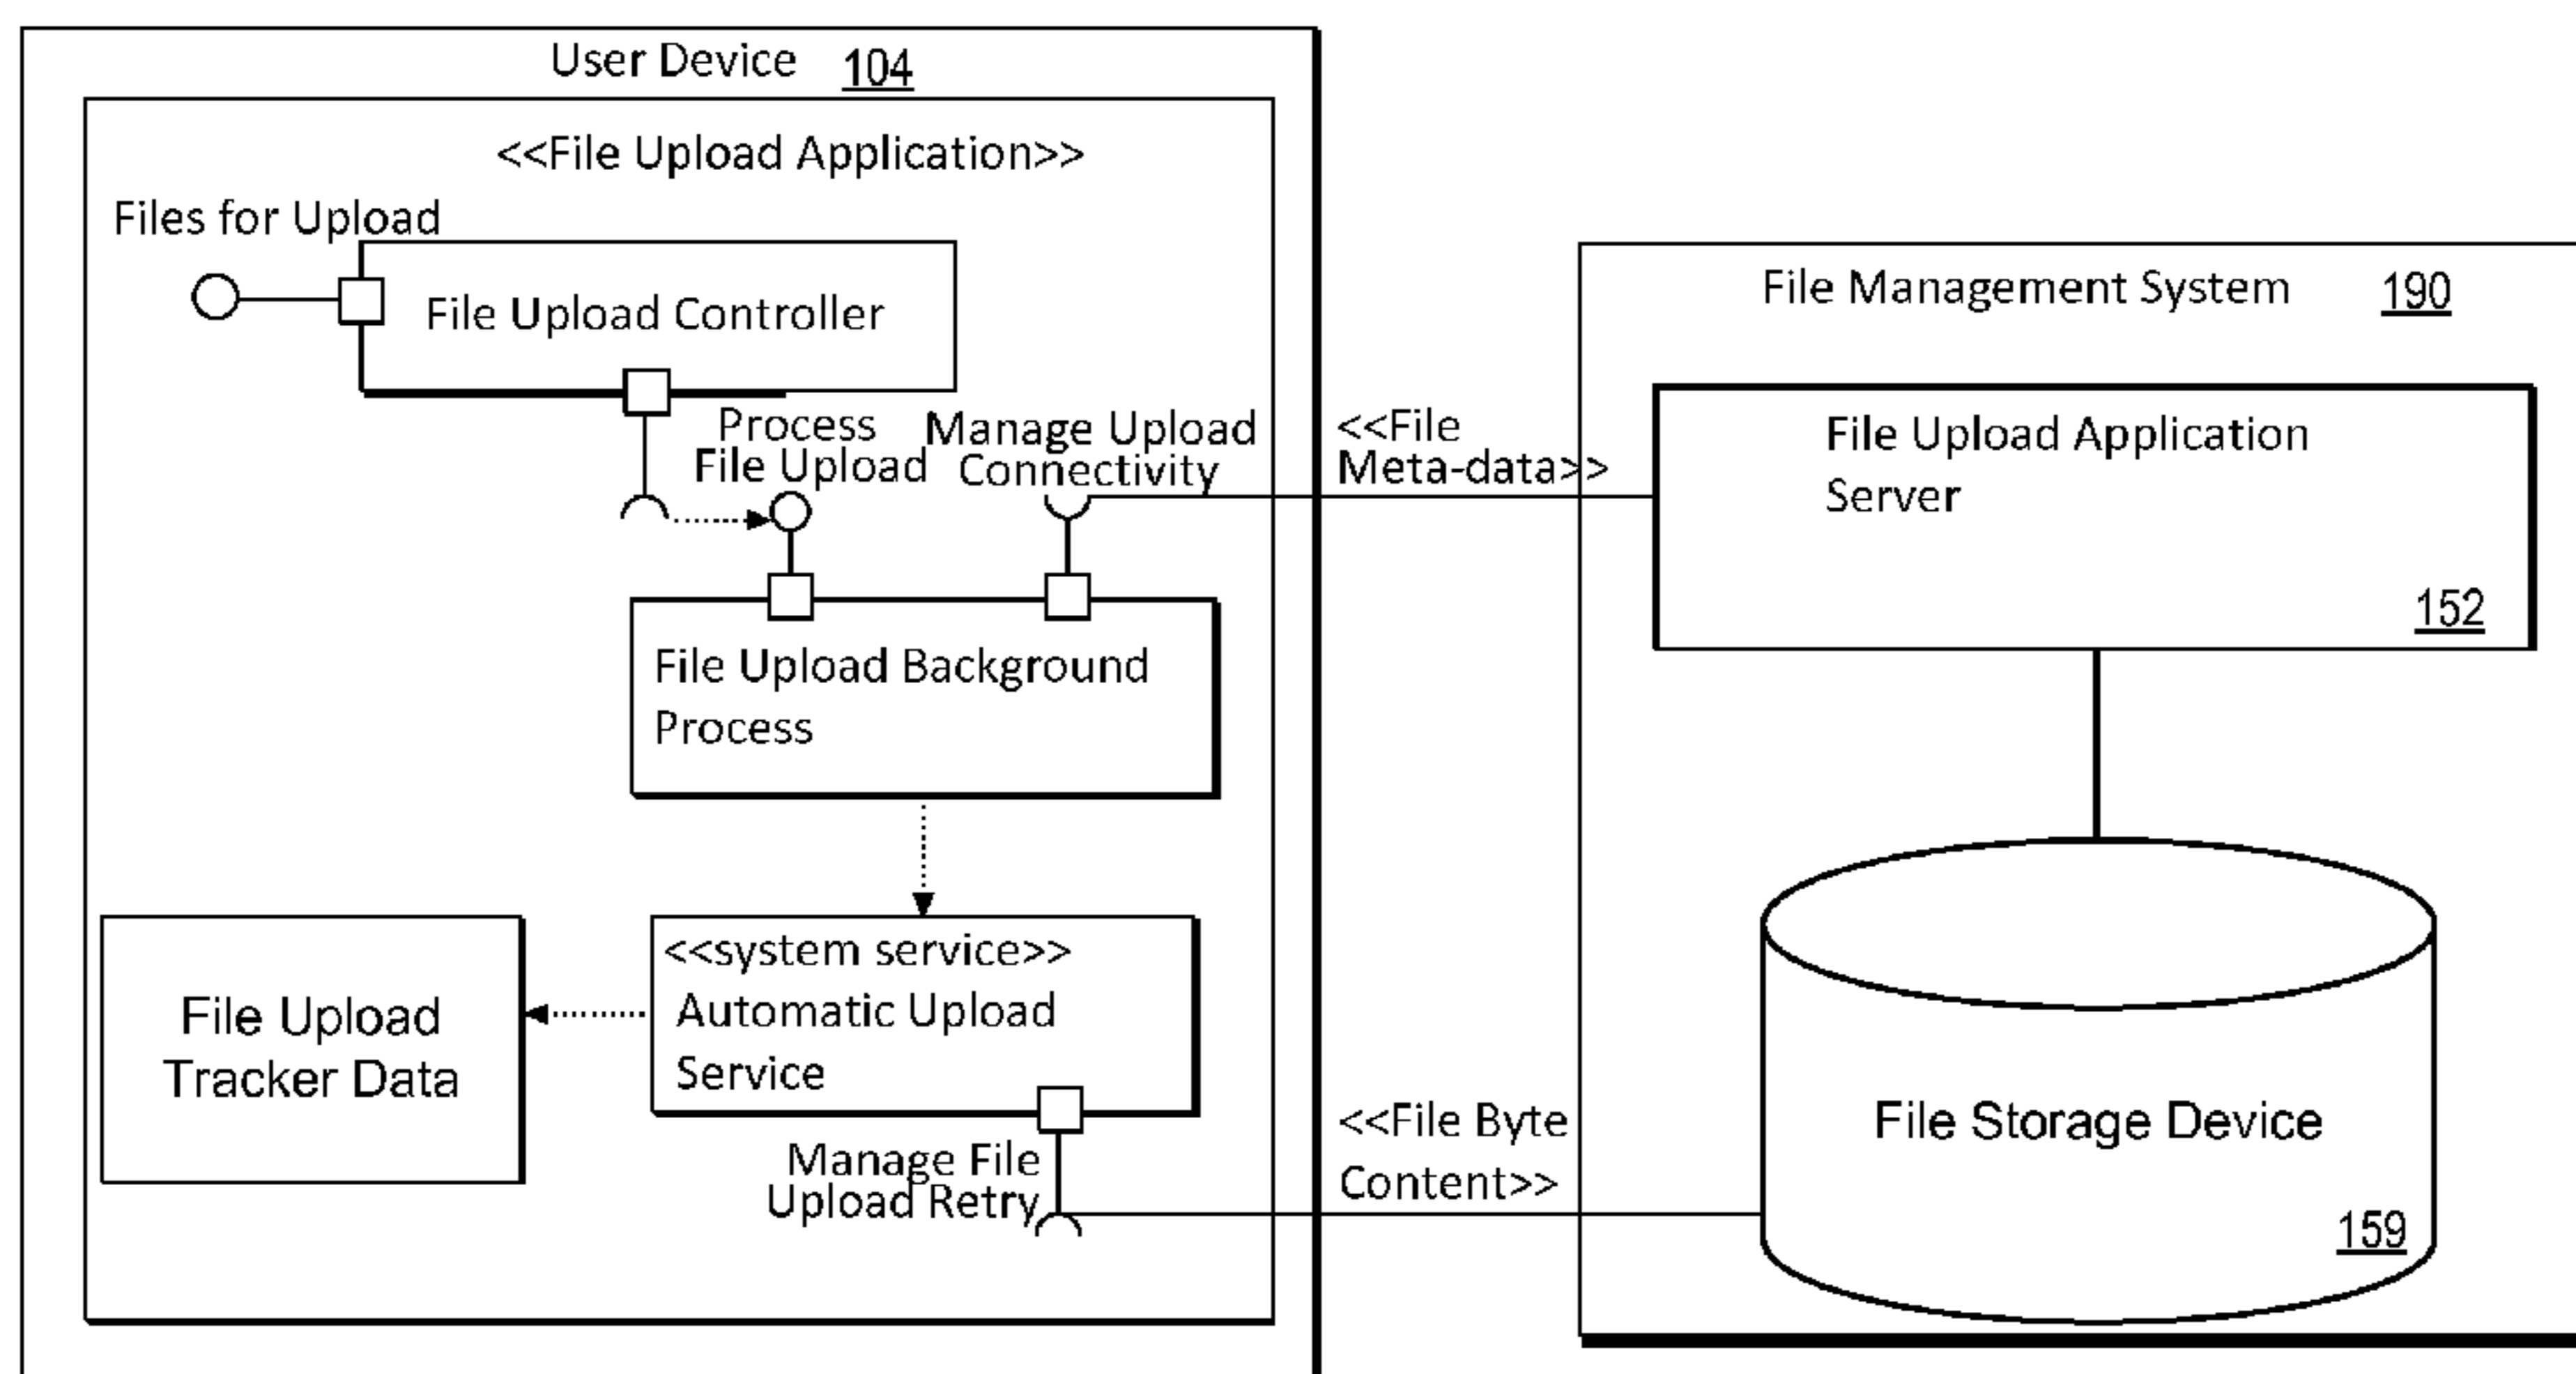 User Device 104
<<File Upload Application>>
Files for Upload
File Upload Controller
Process
File Upload
Manage Upload
Connectivity
File Upload Background
Process
<<system service>>
Automatic Upload
Service
File Upload
Tracker Data
Manage File
Upload Retry
<<File
Meta-data>>
<<File Byte
Content>>
File Management System 190
File Upload Application
Server
152
File Storage Device
159